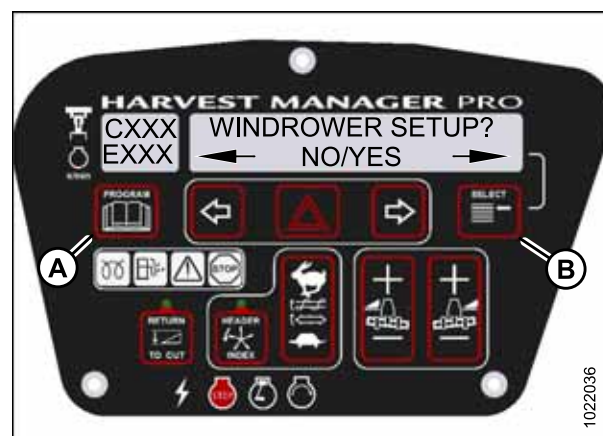 HARVEST MANAGER PRO
CXXX
EXXX
WINDROWER SETUP?
NO/YES
PROGRAM
SELECT
A
B
STOP
RETURN
TO CUT
HEADER
INDEX
STOP
1022036